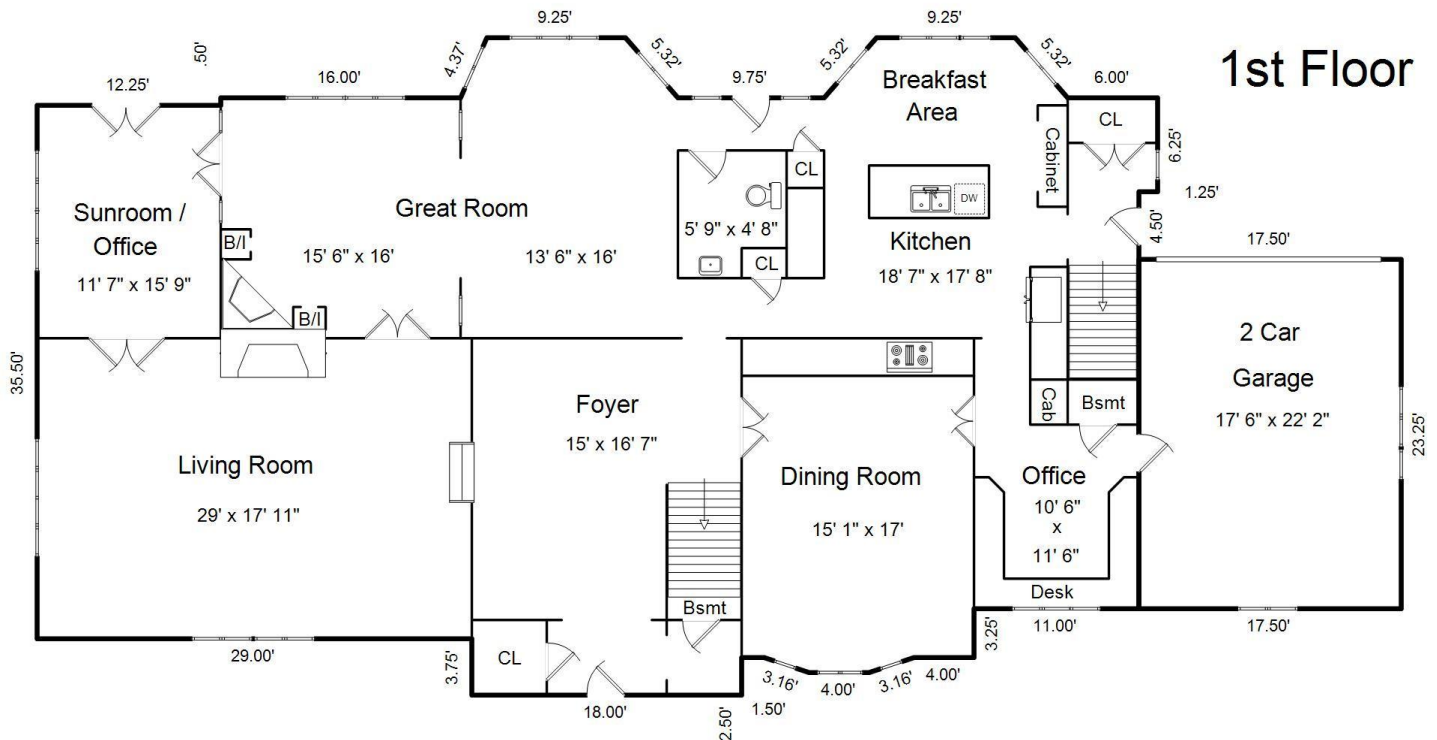 9.25'
9.25'
.50'
4.37'
5.32'
5.32'
5.32'
1st Floor
12.25'
16.00'
9.75'
6.00'
Breakfast
Area
CL
Cabinet
6.25'
CL
DW
1.25'
Sunroom /
Office
11' 7" x 15' 9"
Great Room
15' 6" x 16'
13' 6" x 16'
5' 9" x 4' 8"
Kitchen
18' 7" x 17' 8"
4.50'
17.50'
B/I
CL
B/I
35.50'
2 Car
Garage
17' 6" x 22' 2"
Foyer
15' x 16' 7"
Cab
Bsmt
23.25'
Living Room
29' x 17' 11"
Dining Room
15' 1" x 17'
Office
10' 6"
x
11' 6"
Bsmt
Desk
29.00'
3.75'
CL
3.25'
11.00'
17.50'
3.16'
4.00'
3.16'
4.00'
18.00'
2.50'
1.50'